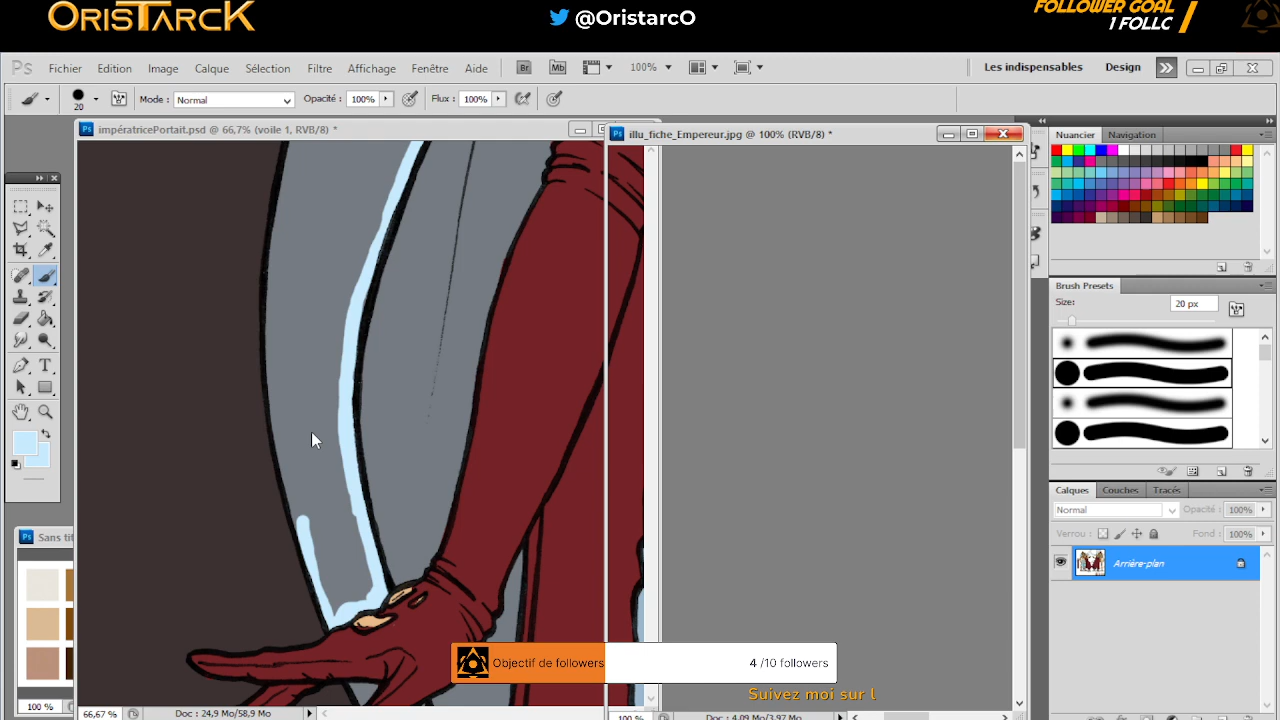 OrisTarcK
@OristarcO
FOLLOWER GOAL
1 FOLLC
Ps Fichier Edition Image Calque Sélection Filtre Affichage Fenêtre Aide Br Mb 100% Les indispensables Design
20 Mode : Normal Opacité : 100% Flux : 100%
Ps impératricePortait.psd @ 66,7% (voile 1, RVB/8) *
Ps illu_fiche_Empereur.jpg @ 100% (RVB/8) *
Nuancier Navigation
Brush Presets
Size: 20 px
Calques Couches Tracés
Normal Opacité : 100%
Verrou : Fond : 100%
Arrière-plan
Ps Sans tit
100 %
Objectif de followers 4 /10 followers
Suivez moi sur l
66,67 % Doc : 24,9 Mo/58,9 Mo
100 % Doc : 4,09 Mo/3,97 Mo